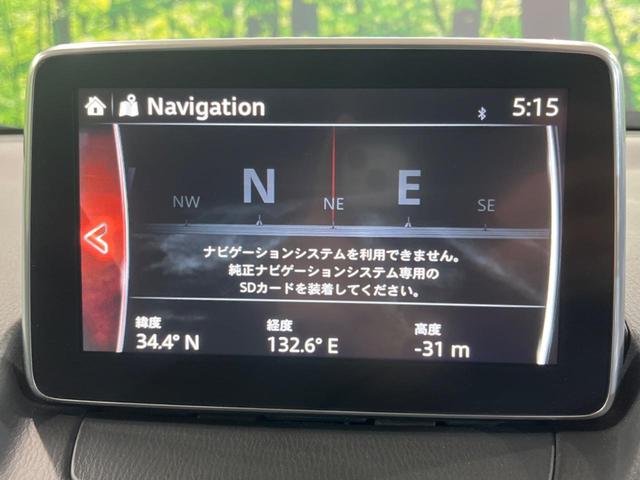 Navigation 5:15
N E
NW NE SE
ナビゲーションシステムを利用できません。
純正ナビゲーションシステム専用の
SDカードを装着してください。
緯度 経度 高度
34.4° N 132.6° E -31 m